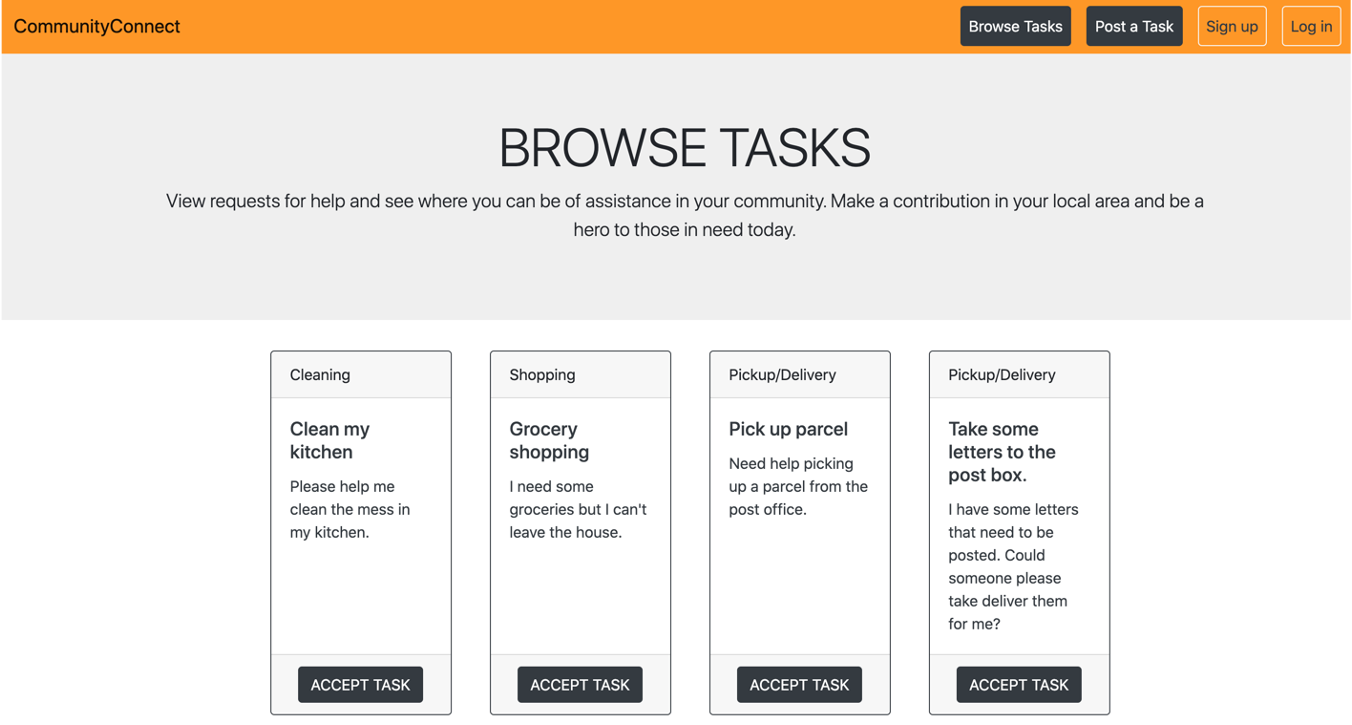 CommunityConnect
Browse Tasks
Post a Task
Sign up
Log in
BROWSE TASKS
View requests for help and see where you can be of assistance in your community. Make a contribution in your local area and be a
hero to those in need today.
Cleaning
Clean my
kitchen
Please help me
clean the mess in
my kitchen.
ACCEPT TASK
Shopping
Grocery
shopping
I need some
groceries but I can't
leave the house.
ACCEPT TASK
Pickup/Delivery
Pick up parcel
Need help picking
up a parcel from the
post office.
ACCEPT TASK
Pickup/Delivery
Take some
letters to the
post box.
I have some letters
that need to be
posted. Could
someone please
take deliver them
for me?
ACCEPT TASK